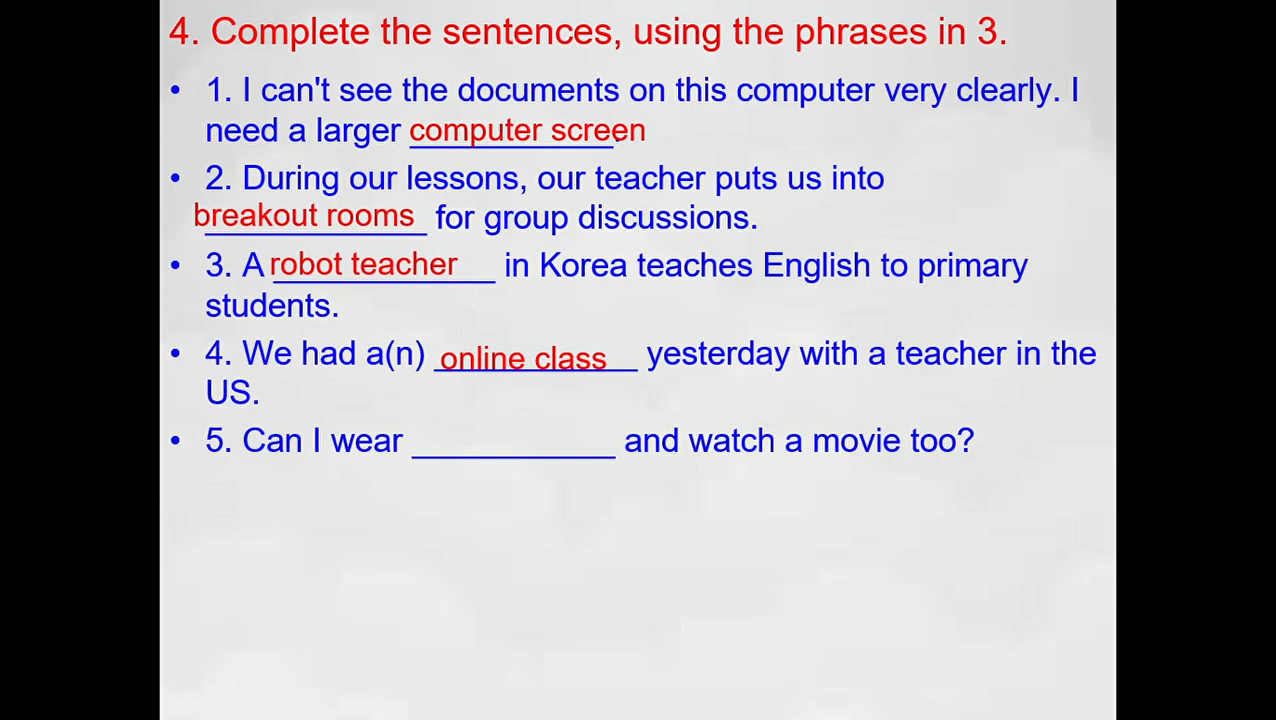 4. Complete the sentences, using the phrases in 3.
• 1. I can't see the documents on this computer very clearly. I
need a larger computer screen.
• 2. During our lessons, our teacher puts us into
breakout rooms for group discussions.
• 3. A robot teacher in Korea teaches English to primary
students.
• 4. We had a(n) online class yesterday with a teacher in the
US.
• 5. Can I wear ___________ and watch a movie too?